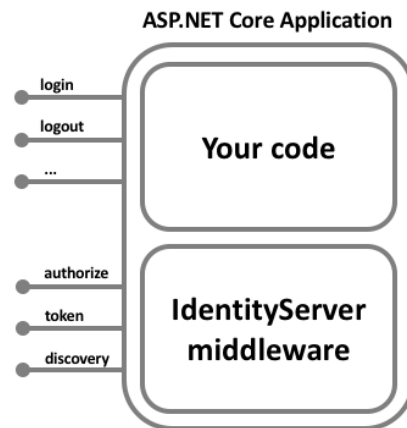 ASP.NET Core Application
login
logout
...
Your code
authorize
token
discovery
IdentityServer
middleware